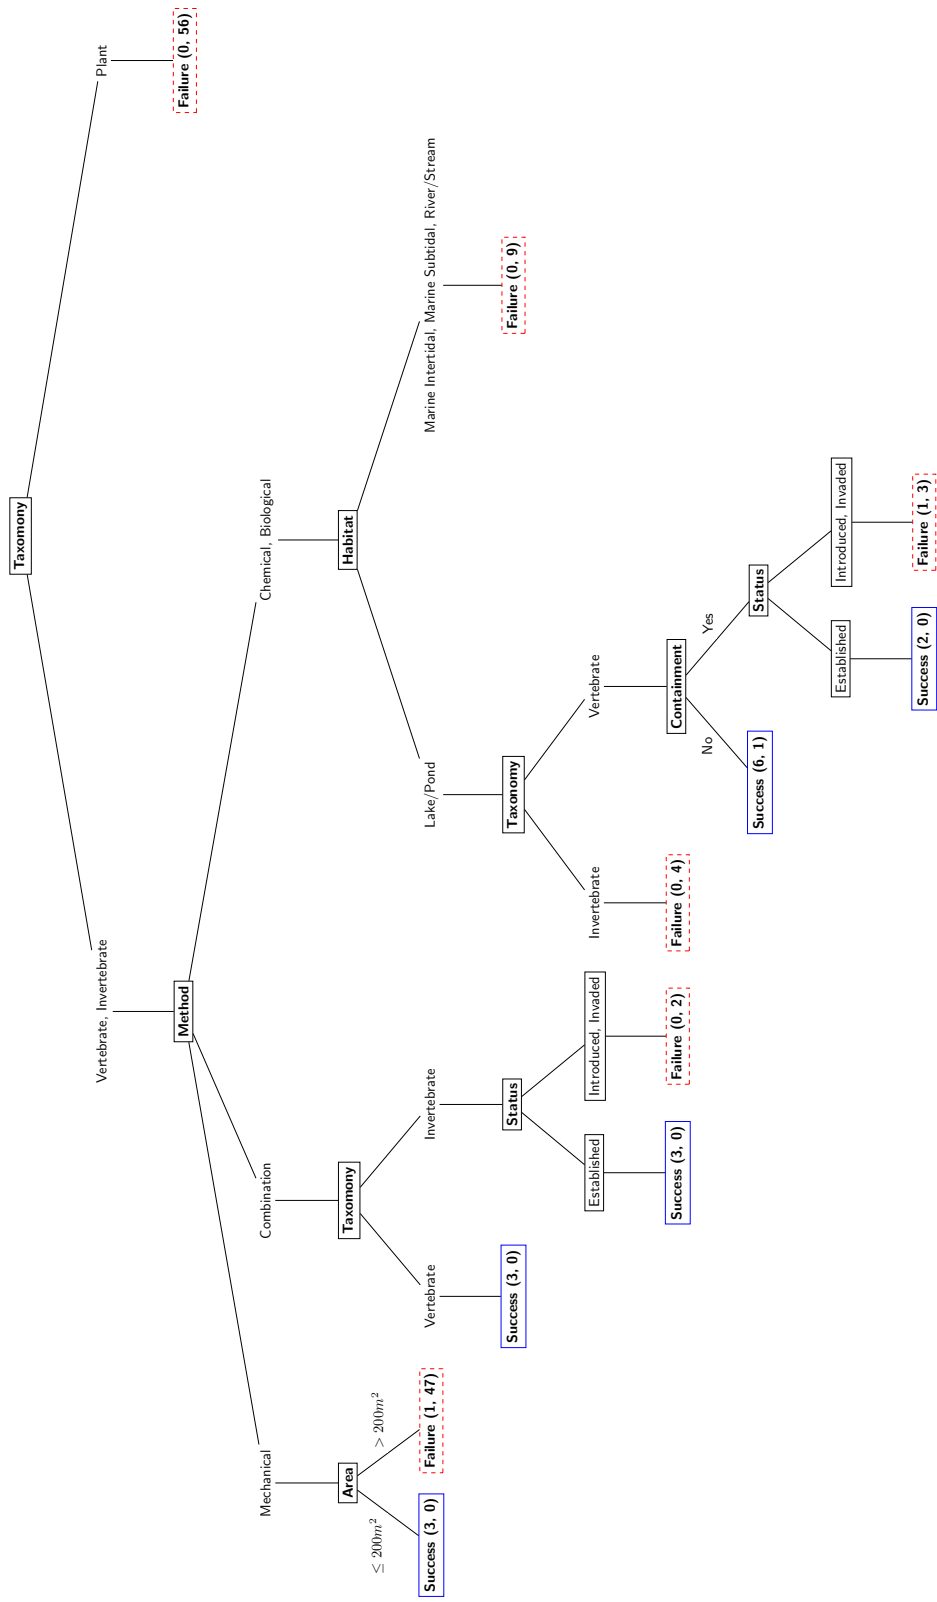 Taxomony
Vertebrate, Invertebrate
Plant
Method
Failure (0, 56)
Mechanical
Combination
Chemical, Biological
Area
Taxomony
Habitat
≤ 200m²
> 200m²
Success (3, 0)
Failure (1, 47)
Vertebrate
Invertebrate
Lake/Pond
Marine Intertidal, Marine Subtidal, River/Stream
Success (3, 0)
Status
Taxonomy
Failure (0, 9)
Established
Introduced, Invaded
Invertebrate
Vertebrate
Success (3, 0)
Failure (0, 2)
Failure (0, 4)
Containment
No
Yes
Success (6, 1)
Status
Established
Introduced, Invaded
Success (2, 0)
Failure (1, 3)